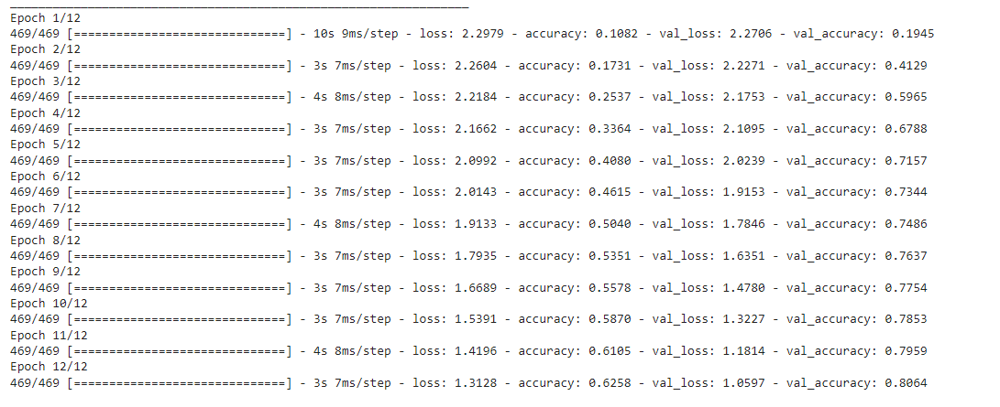 _________________________________________________________________
Epoch 1/12
469/469 [==============================] - 10s 9ms/step - loss: 2.2979 - accuracy: 0.1082 - val_loss: 2.2706 - val_accuracy: 0.1945
Epoch 2/12
469/469 [==============================] - 3s 7ms/step - loss: 2.2604 - accuracy: 0.1731 - val_loss: 2.2271 - val_accuracy: 0.4129
Epoch 3/12
469/469 [==============================] - 4s 8ms/step - loss: 2.2184 - accuracy: 0.2537 - val_loss: 2.1753 - val_accuracy: 0.5965
Epoch 4/12
469/469 [==============================] - 3s 7ms/step - loss: 2.1662 - accuracy: 0.3364 - val_loss: 2.1095 - val_accuracy: 0.6788
Epoch 5/12
469/469 [==============================] - 3s 7ms/step - loss: 2.0992 - accuracy: 0.4080 - val_loss: 2.0239 - val_accuracy: 0.7157
Epoch 6/12
469/469 [==============================] - 3s 7ms/step - loss: 2.0143 - accuracy: 0.4615 - val_loss: 1.9153 - val_accuracy: 0.7344
Epoch 7/12
469/469 [==============================] - 4s 8ms/step - loss: 1.9133 - accuracy: 0.5040 - val_loss: 1.7846 - val_accuracy: 0.7486
Epoch 8/12
469/469 [==============================] - 3s 7ms/step - loss: 1.7935 - accuracy: 0.5351 - val_loss: 1.6351 - val_accuracy: 0.7637
Epoch 9/12
469/469 [==============================] - 3s 7ms/step - loss: 1.6689 - accuracy: 0.5578 - val_loss: 1.4780 - val_accuracy: 0.7754
Epoch 10/12
469/469 [==============================] - 3s 7ms/step - loss: 1.5391 - accuracy: 0.5870 - val_loss: 1.3227 - val_accuracy: 0.7853
Epoch 11/12
469/469 [==============================] - 4s 8ms/step - loss: 1.4196 - accuracy: 0.6105 - val_loss: 1.1814 - val_accuracy: 0.7959
Epoch 12/12
469/469 [==============================] - 3s 7ms/step - loss: 1.3128 - accuracy: 0.6258 - val_loss: 1.0597 - val_accuracy: 0.8064